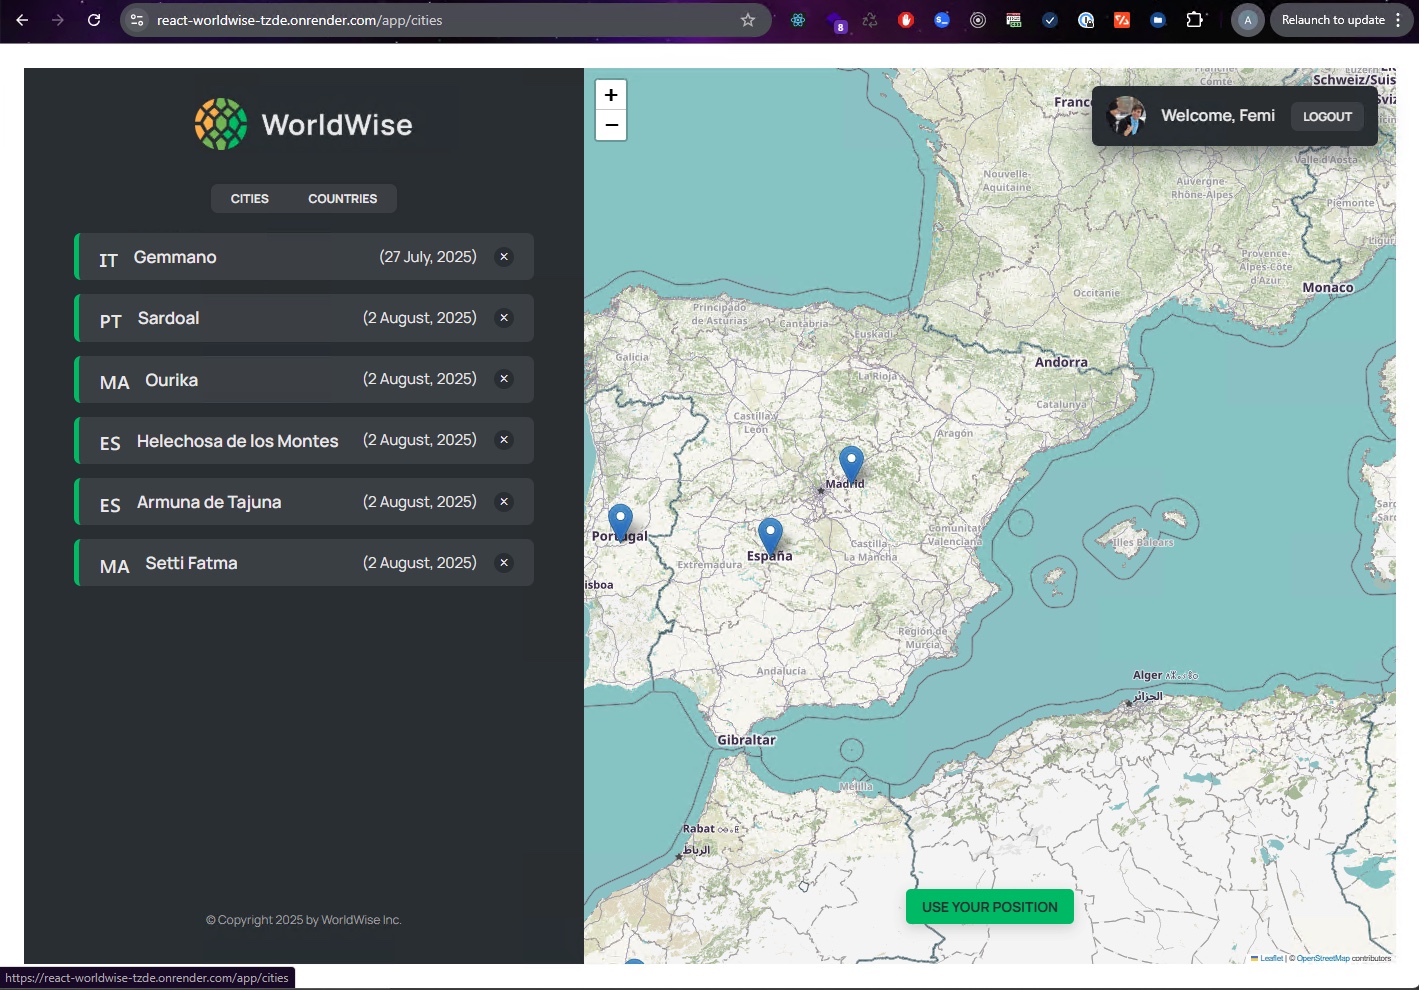 react-worldwise-tzde.onrender.com/app/cities
8
A
Relaunch to update
WorldWise
CITIES
COUNTRIES
IT Gemmano (27 July, 2025) ×
PT Sardoal (2 August, 2025) ×
MA Ourika (2 August, 2025) ×
ES Helechosa de los Montes (2 August, 2025) ×
ES Armuna de Tajuna (2 August, 2025) ×
MA Setti Fatma (2 August, 2025) ×
© Copyright 2025 by WorldWise Inc.
+
−
Welcome, Femi
LOGOUT
Schweiz/Suis
Franc
Comté
Valle d'Aosta
Nouvelle-
Aquitaine
Auvergne-
Rhône-Alpes
Piemonte
Ligur
Provence-
Alpes-Côte
d'Azur
Monaco
Occitanie
Principado
de Asturias
Cantabria
Euskadi
Galicia
Andorra
La Rioja
Catalunya
Castilla y
León
Aragón
Madrid
Portugal
España
Castilla-
La Mancha
Comunitat
Valenciana
Illes Balears
Extremadura
isboa
Región de
Murcia
Andalucía
Alger
الجزائر
Gibraltar
Melilla
Rabat
الرباط
USE YOUR POSITION
Leaflet | © OpenStreetMap contributors
https://react-worldwise-tzde.onrender.com/app/cities